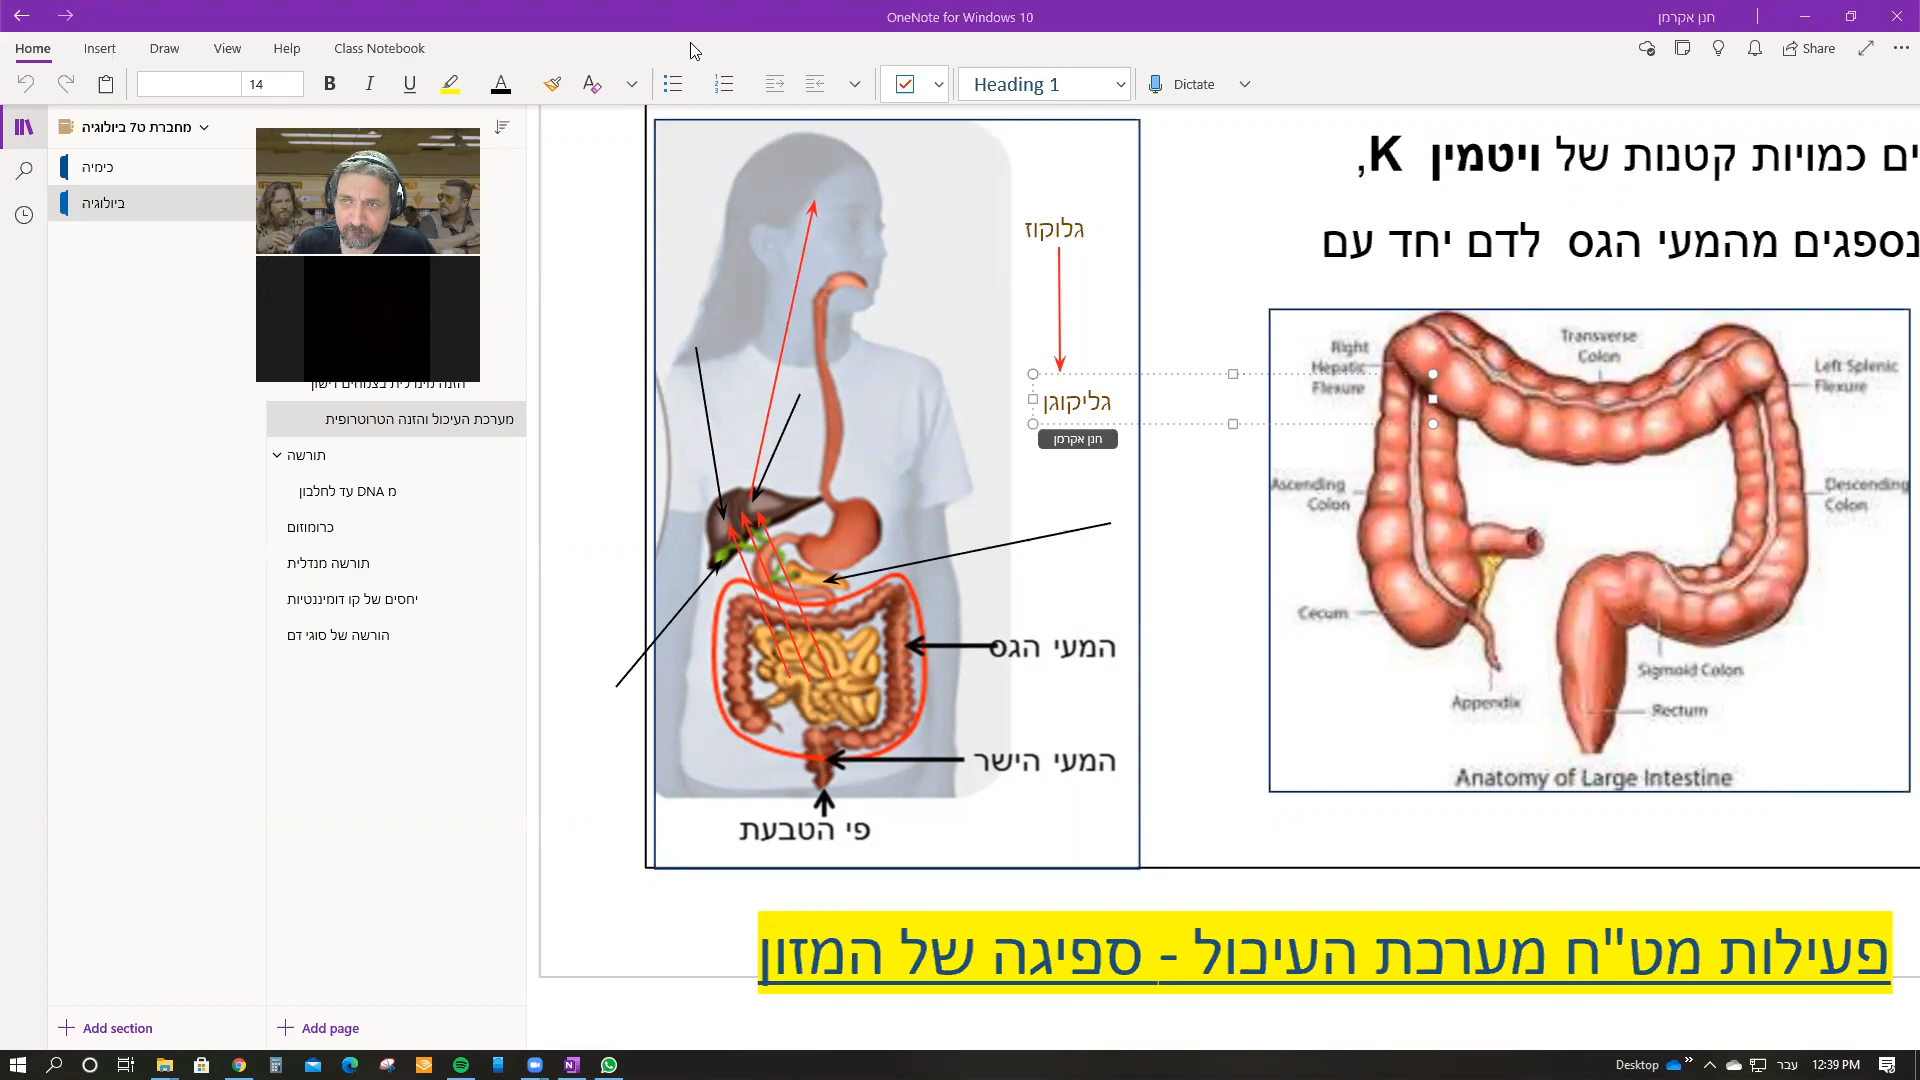 OneNote for Windows 10
חנן אקרמן
Home
Insert
Draw
View
Help
Class Notebook
Share
14
B
I
U
A
Heading 1
Dictate
מחברת ט7 ביולוגיה
כימיה
ביולוגיה
הזנה מינרלית בצמחים דישון
מערכת העיכול והזנה הטרוטרופית
תורשה
מ DNA עד לחלבון
כרומוזום
תורשה מנדלית
יחסים של קו דומיננטיות
הורשה של סוגי דם
Add section
Add page
גלוקוז
גליקוגן
חנן אקרמן
המעי הגס
המעי הישר
פי הטבעת
ים כמויות קטנות של ויטמין K,
נספגים מהמעי הגס לדם יחד עם
Right
Hepatic
Flexure
Transverse
Colon
Left Splenic
Flexure
Ascending
Colon
Descending
Colon
Cecum
Appendix
Sigmoid Colon
Rectum
Anatomy of Large Intestine
פעילות מט"ח מערכת העיכול - ספיגה של המזון
Desktop
עבר
12:39 PM